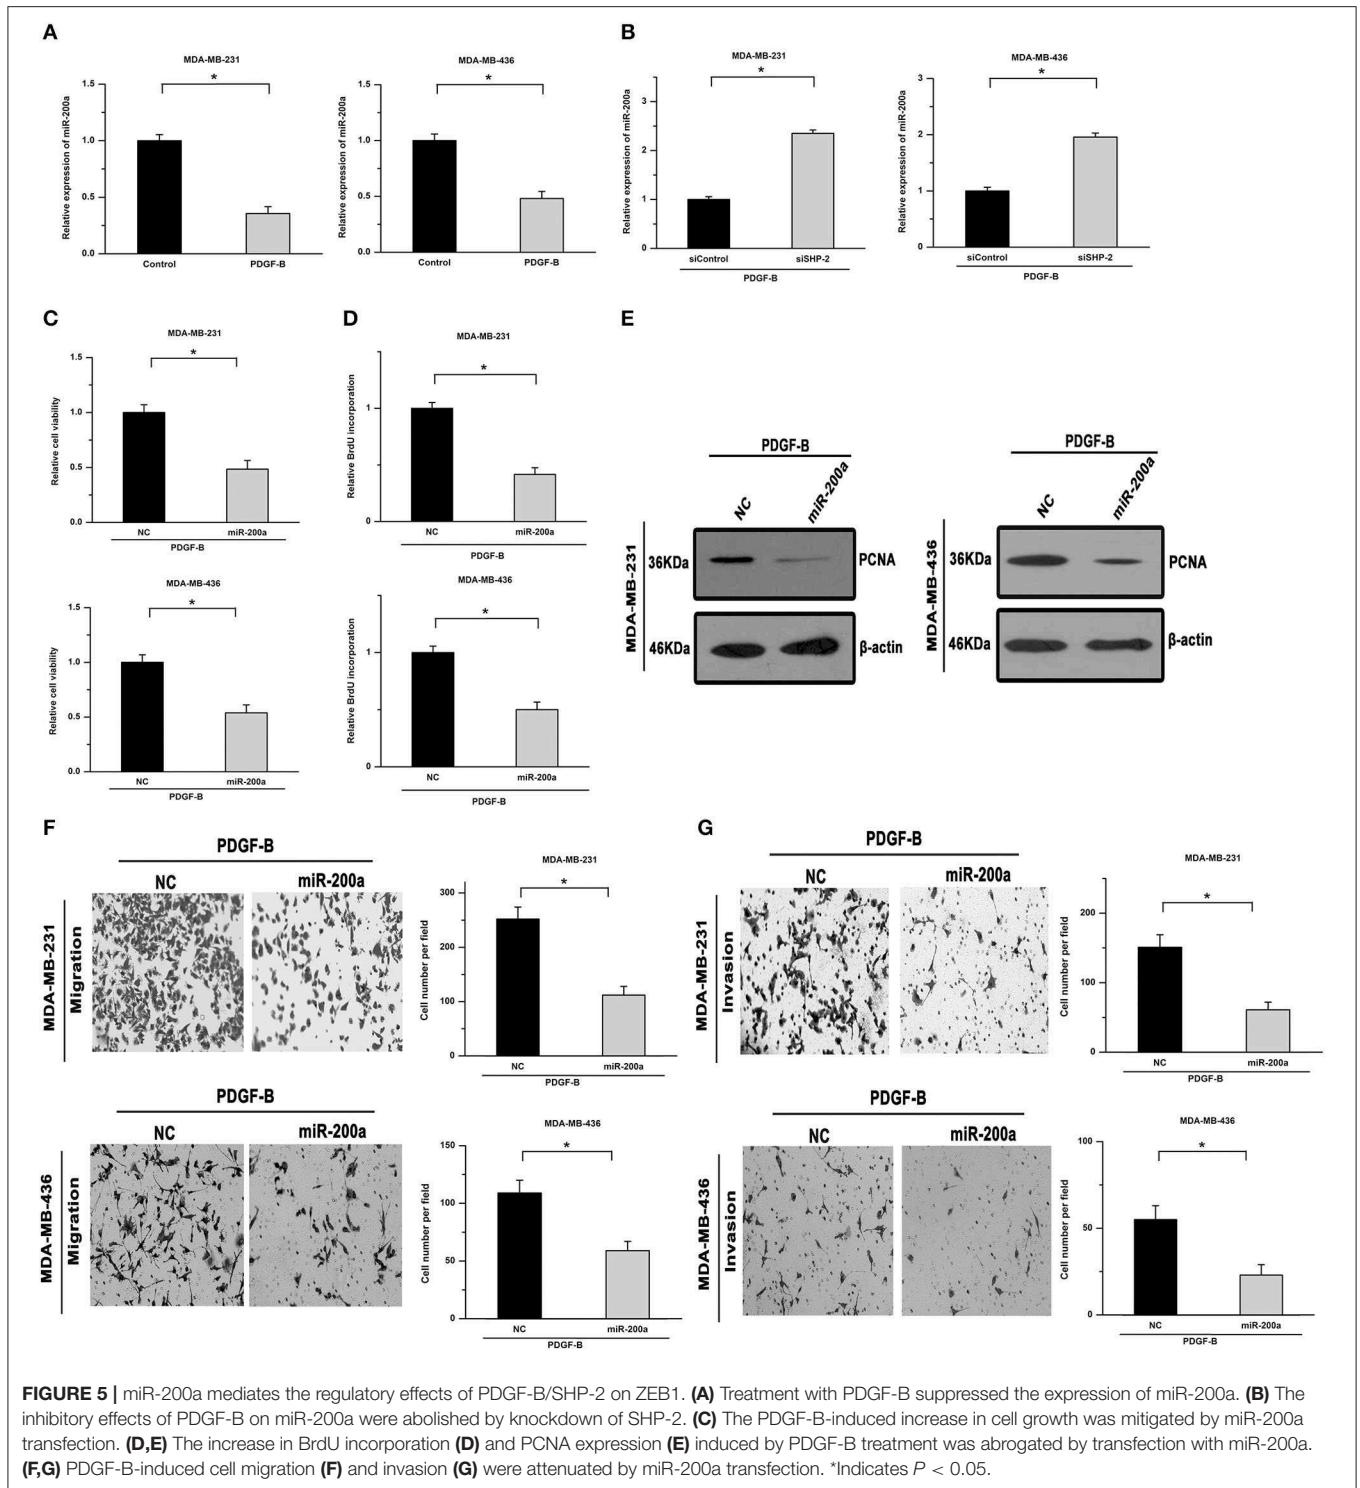 A
MDA-MB-231
*
Relative expression of miR-200a
1.5
1.0
0.5
0.0
Control
PDGF-B
MDA-MB-436
*
Relative expression of miR-200a
1.5
1.0
0.5
0.0
Control
PDGF-B
B
MDA-MB-231
*
Relative expression of miR-200a
3
2
1
0
siControl
siSHP-2
PDGF-B
MDA-MB-436
*
Relative expression of miR-200a
3
2
1
0
siControl
siSHP-2
PDGF-B
C
MDA-MB-231
*
Relative cell viability
1.5
1.0
0.5
0.0
NC
miR-200a
PDGF-B
MDA-MB-436
*
Relative cell viability
1.5
1.0
0.5
0.0
NC
miR-200a
PDGF-B
D
MDA-MB-231
*
Relative BrdU incorporation
1
0
NC
miR-200a
PDGF-B
MDA-MB-436
*
Relative BrdU incorporation
1
0
NC
miR-200a
PDGF-B
E
PDGF-B
NC
miR-200a
MDA-MB-231
36KDa
PCNA
46KDa
β-actin
PDGF-B
NC
miR-200a
MDA-MB-436
36KDa
PCNA
46KDa
β-actin
F
PDGF-B
NC
miR-200a
MDA-MB-231
Migration
MDA-MB-231
*
Cell number per field
300
200
100
0
NC
miR-200a
PDGF-B
PDGF-B
NC
miR-200a
MDA-MB-436
Migration
MDA-MB-436
*
Cell number per field
150
100
50
0
NC
miR-200a
PDGF-B
G
PDGF-B
NC
miR-200a
MDA-MB-231
Invasion
MDA-MB-231
*
Cell number per field
200
100
0
NC
miR-200a
PDGF-B
PDGF-B
NC
miR-200a
MDA-MB-436
Invasion
MDA-MB-436
*
Cell number per field
100
50
0
NC
miR-200a
PDGF-B
FIGURE 5 | miR-200a mediates the regulatory effects of PDGF-B/SHP-2 on ZEB1. (A) Treatment with PDGF-B suppressed the expression of miR-200a. (B) The
inhibitory effects of PDGF-B on miR-200a were abolished by knockdown of SHP-2. (C) The PDGF-B-induced increase in cell growth was mitigated by miR-200a
transfection. (D,E) The increase in BrdU incorporation (D) and PCNA expression (E) induced by PDGF-B treatment was abrogated by transfection with miR-200a.
(F,G) PDGF-B-induced cell migration (F) and invasion (G) were attenuated by miR-200a transfection. *Indicates P < 0.05.